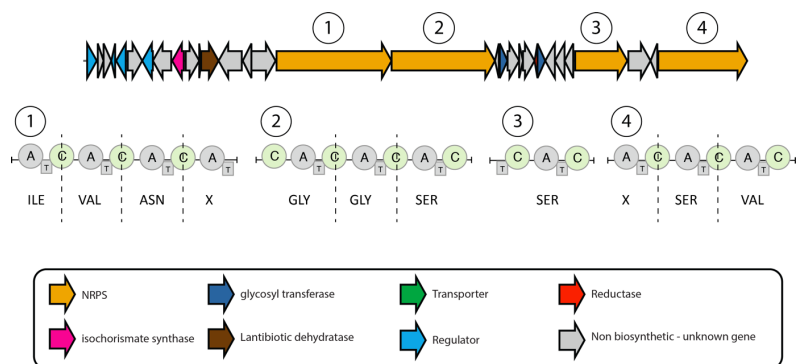 1 2 3 4
1 2 3 4
A T C A T C A T C A T C A T C A T C A T C T C A T C A T C A T C A T C
ILE VAL ASN X GLY GLY SER SER X SER VAL
NRPS glycosyl transferase Transporter Reductase
isochorismate synthase Lantibiotic dehydratase Regulator Non biosynthetic - unknown gene